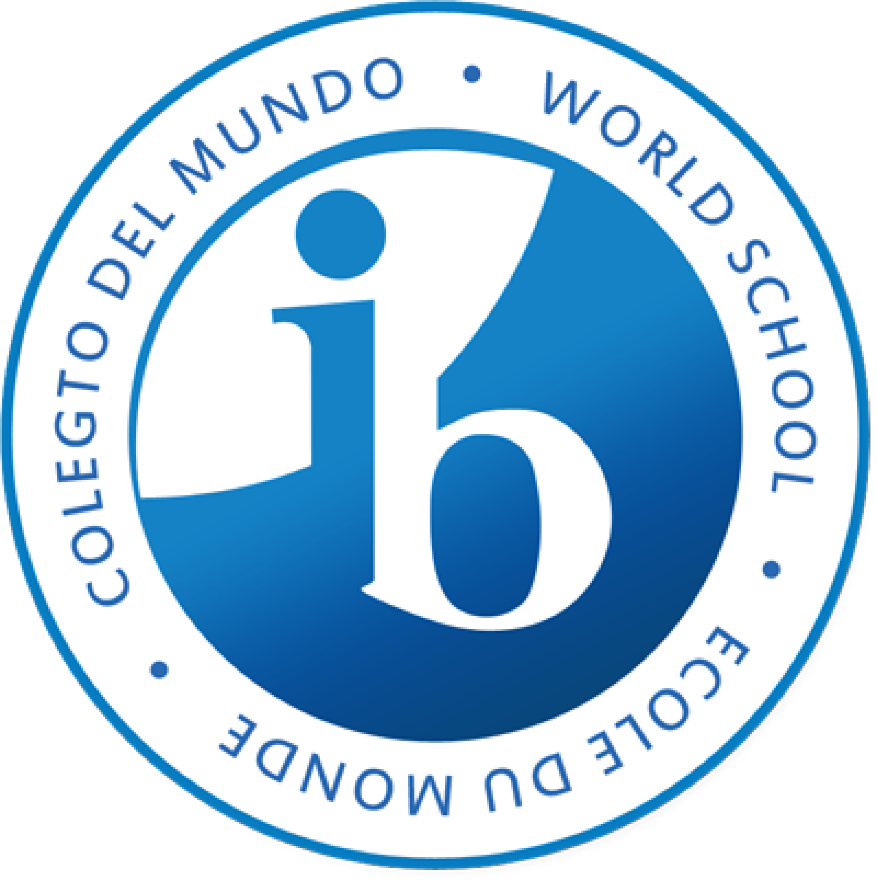 COLEGTO DEL MUNDO • WORLD SCHOOL • ECOLE DU MONDE •
ib